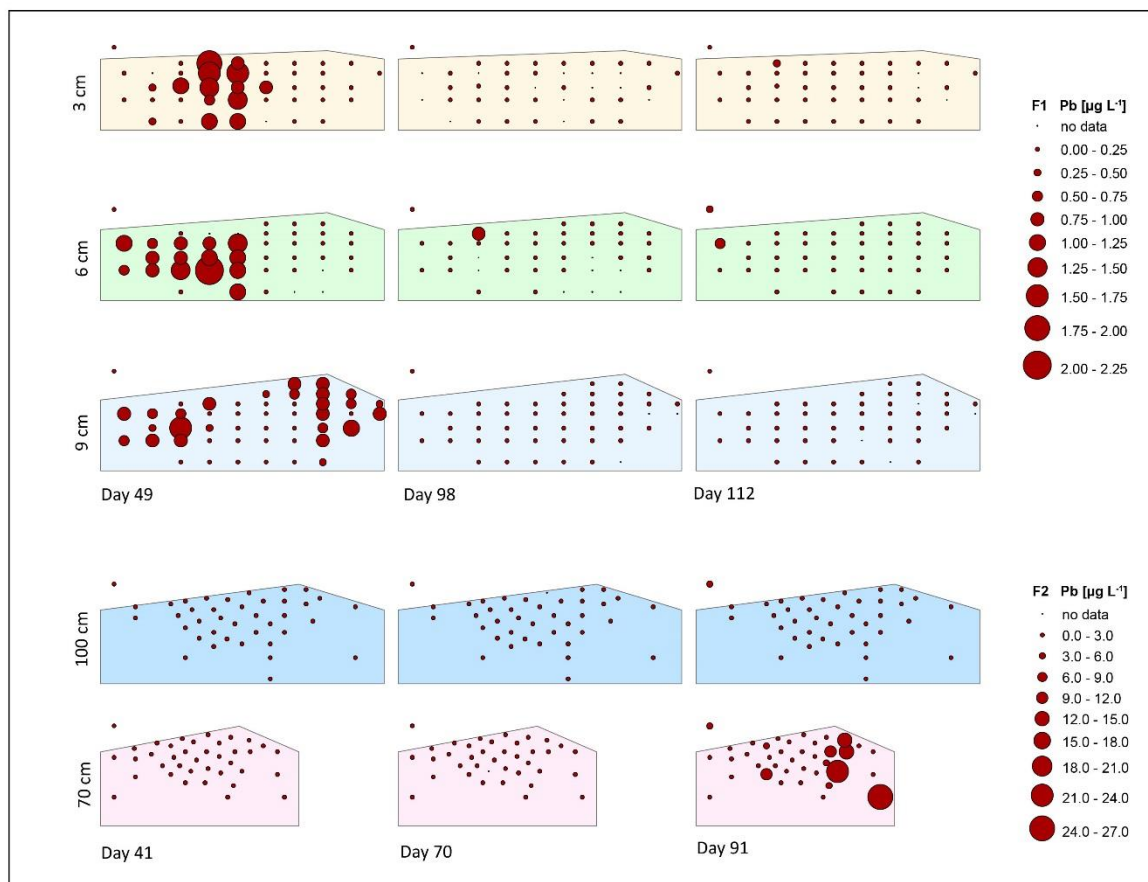 3 cm
6 cm
9 cm
Day 49
Day 98
Day 112
F1 Pb [µg L⁻¹]
no data
0.00 - 0.25
0.25 - 0.50
0.50 - 0.75
0.75 - 1.00
1.00 - 1.25
1.25 - 1.50
1.50 - 1.75
1.75 - 2.00
2.00 - 2.25
100 cm
70 cm
Day 41
Day 70
Day 91
F2 Pb [µg L⁻¹]
no data
0.0 - 3.0
3.0 - 6.0
6.0 - 9.0
9.0 - 12.0
12.0 - 15.0
15.0 - 18.0
18.0 - 21.0
21.0 - 24.0
24.0 - 27.0